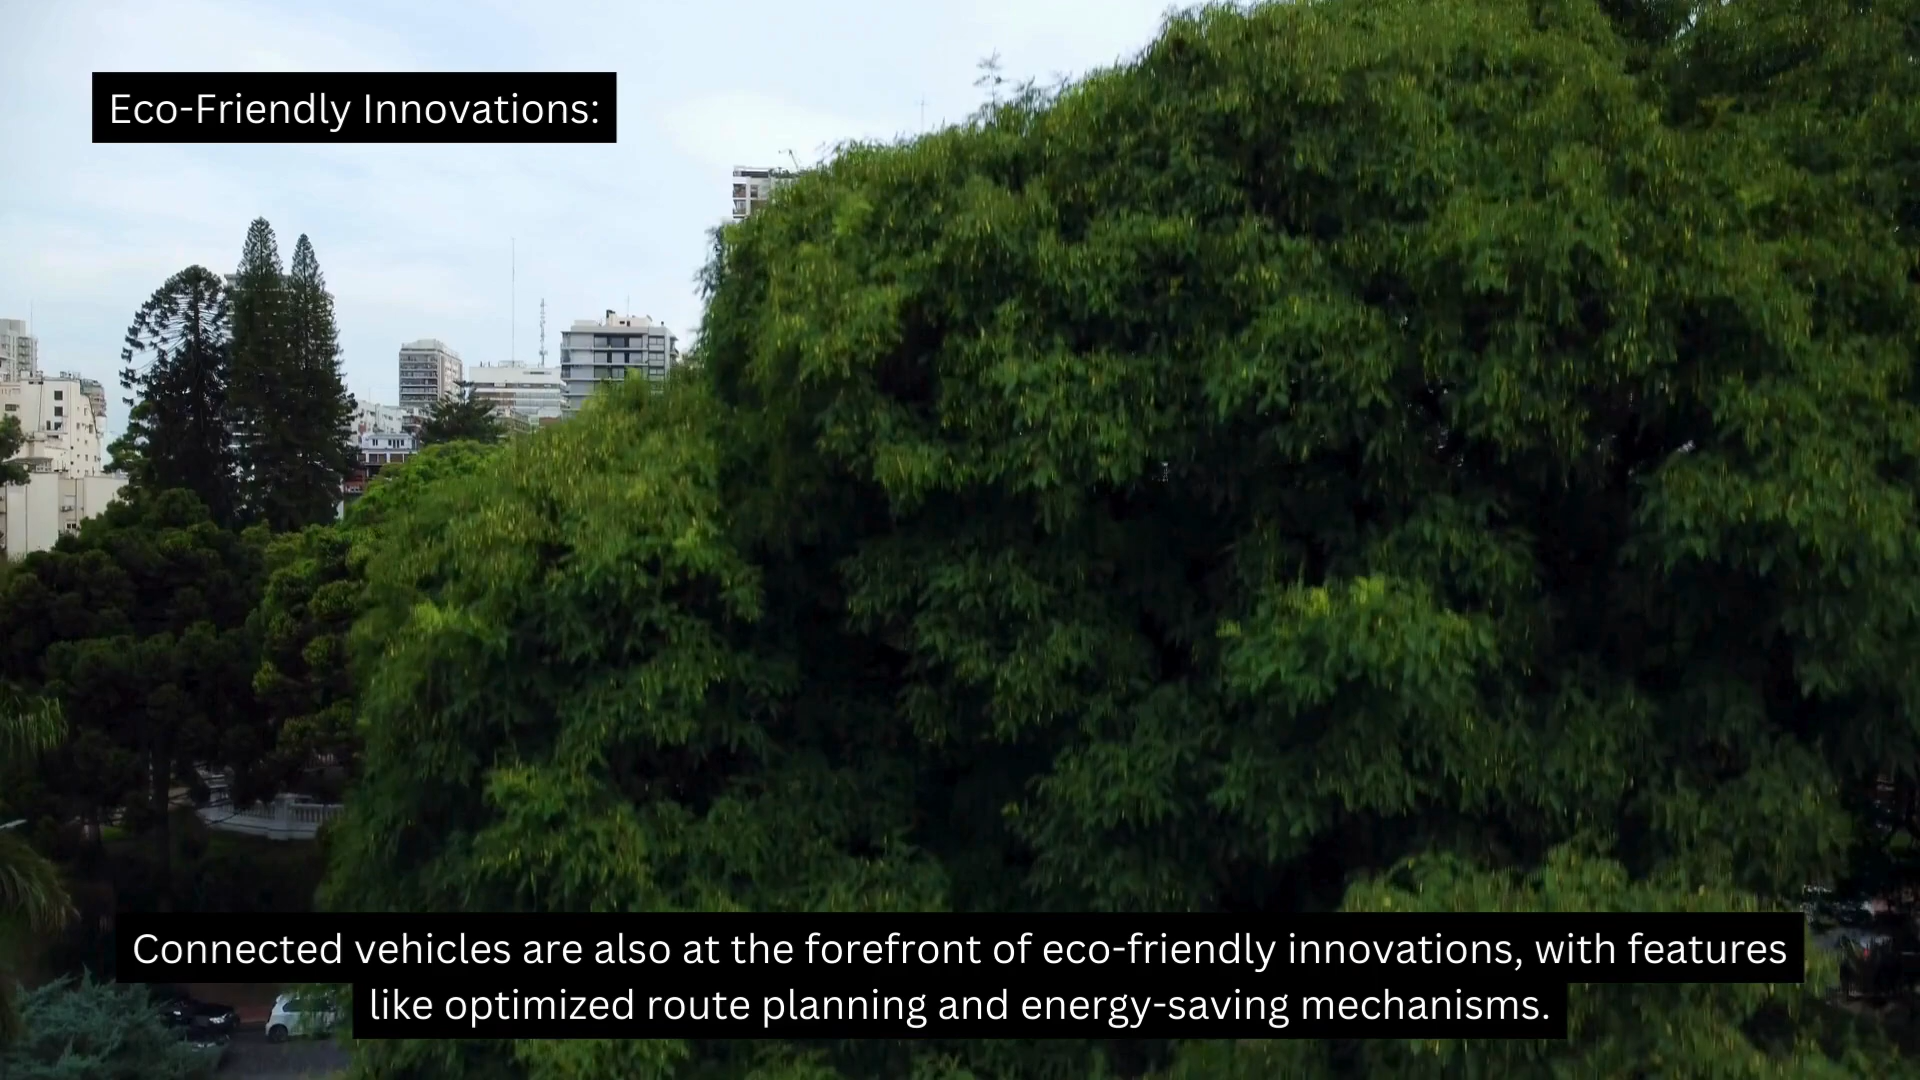 Eco-Friendly Innovations:
Connected vehicles are also at the forefront of eco-friendly innovations, with features
like optimized route planning and energy-saving mechanisms.